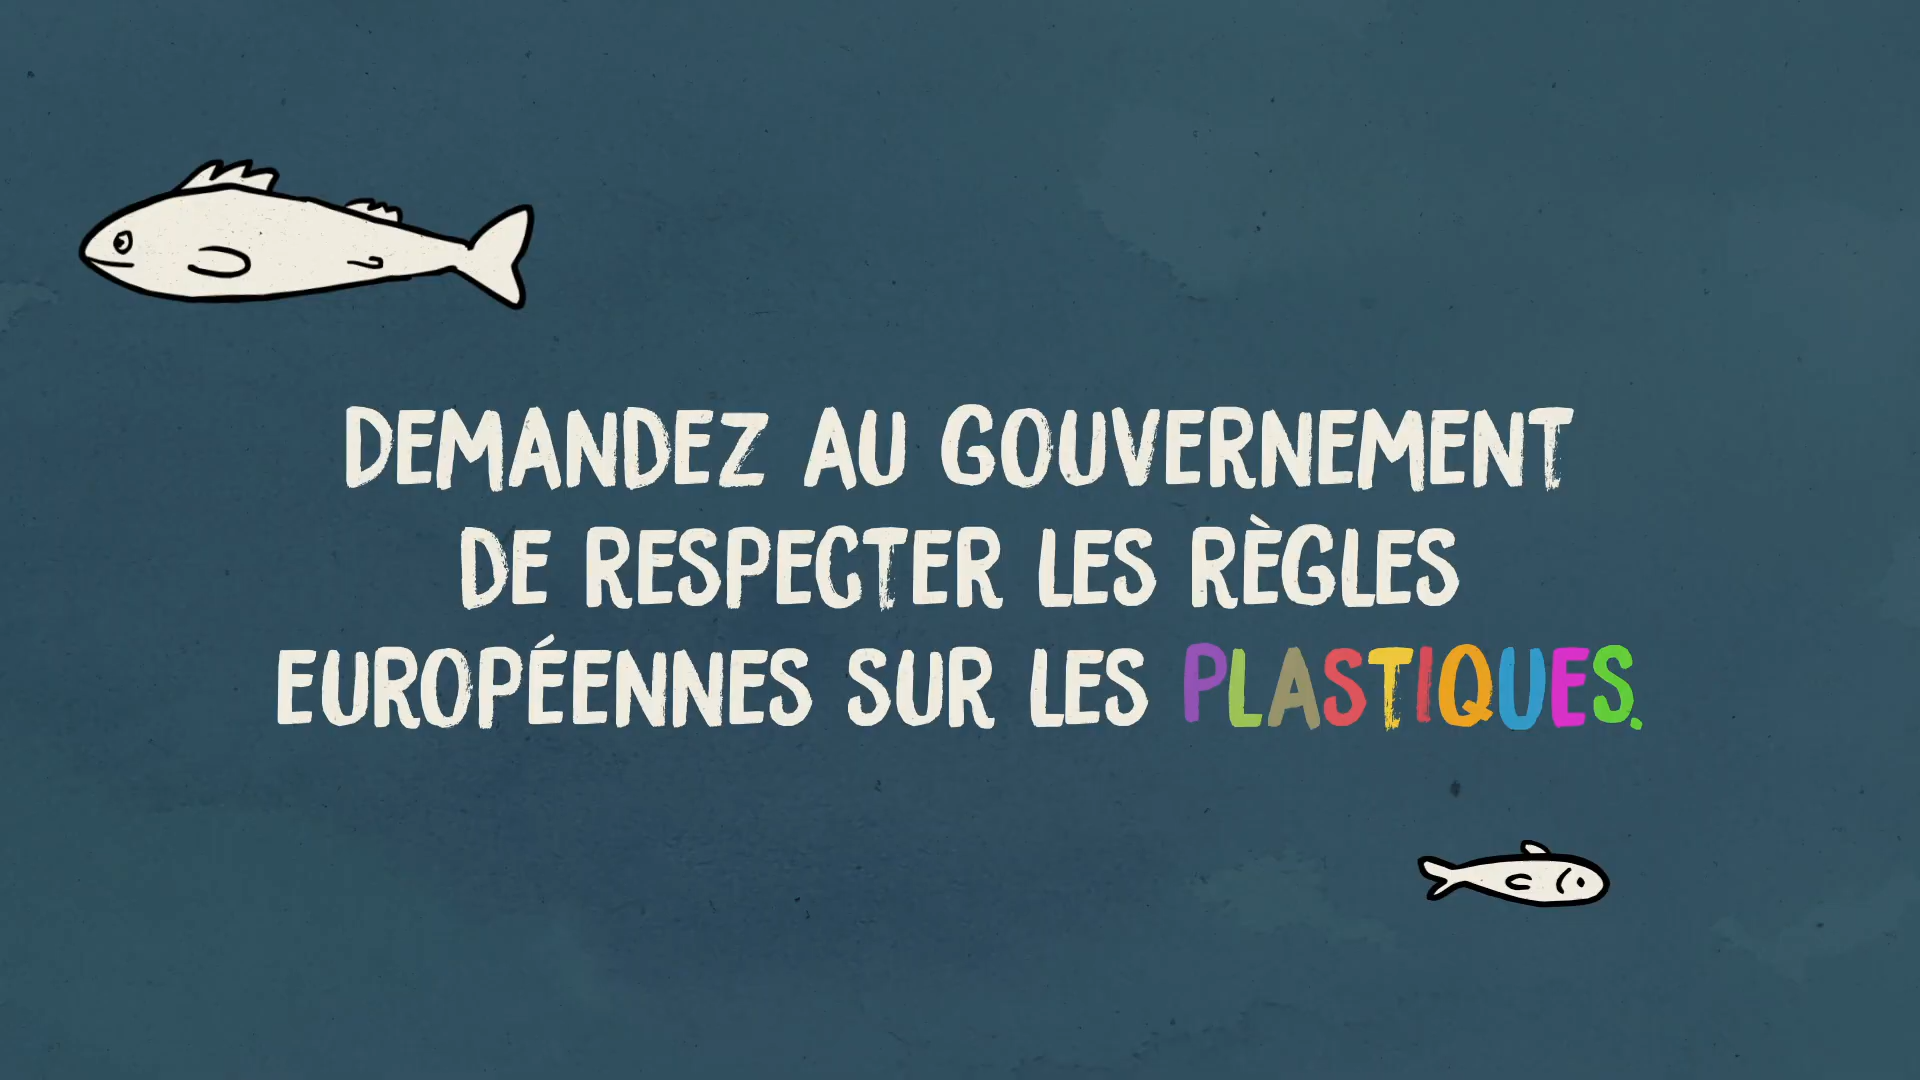 DEMANDEZ AU GOUVERNEMENT
DE RESPECTER LES RÈGLES
EUROPÉENNES SUR LES PLASTIQUES.